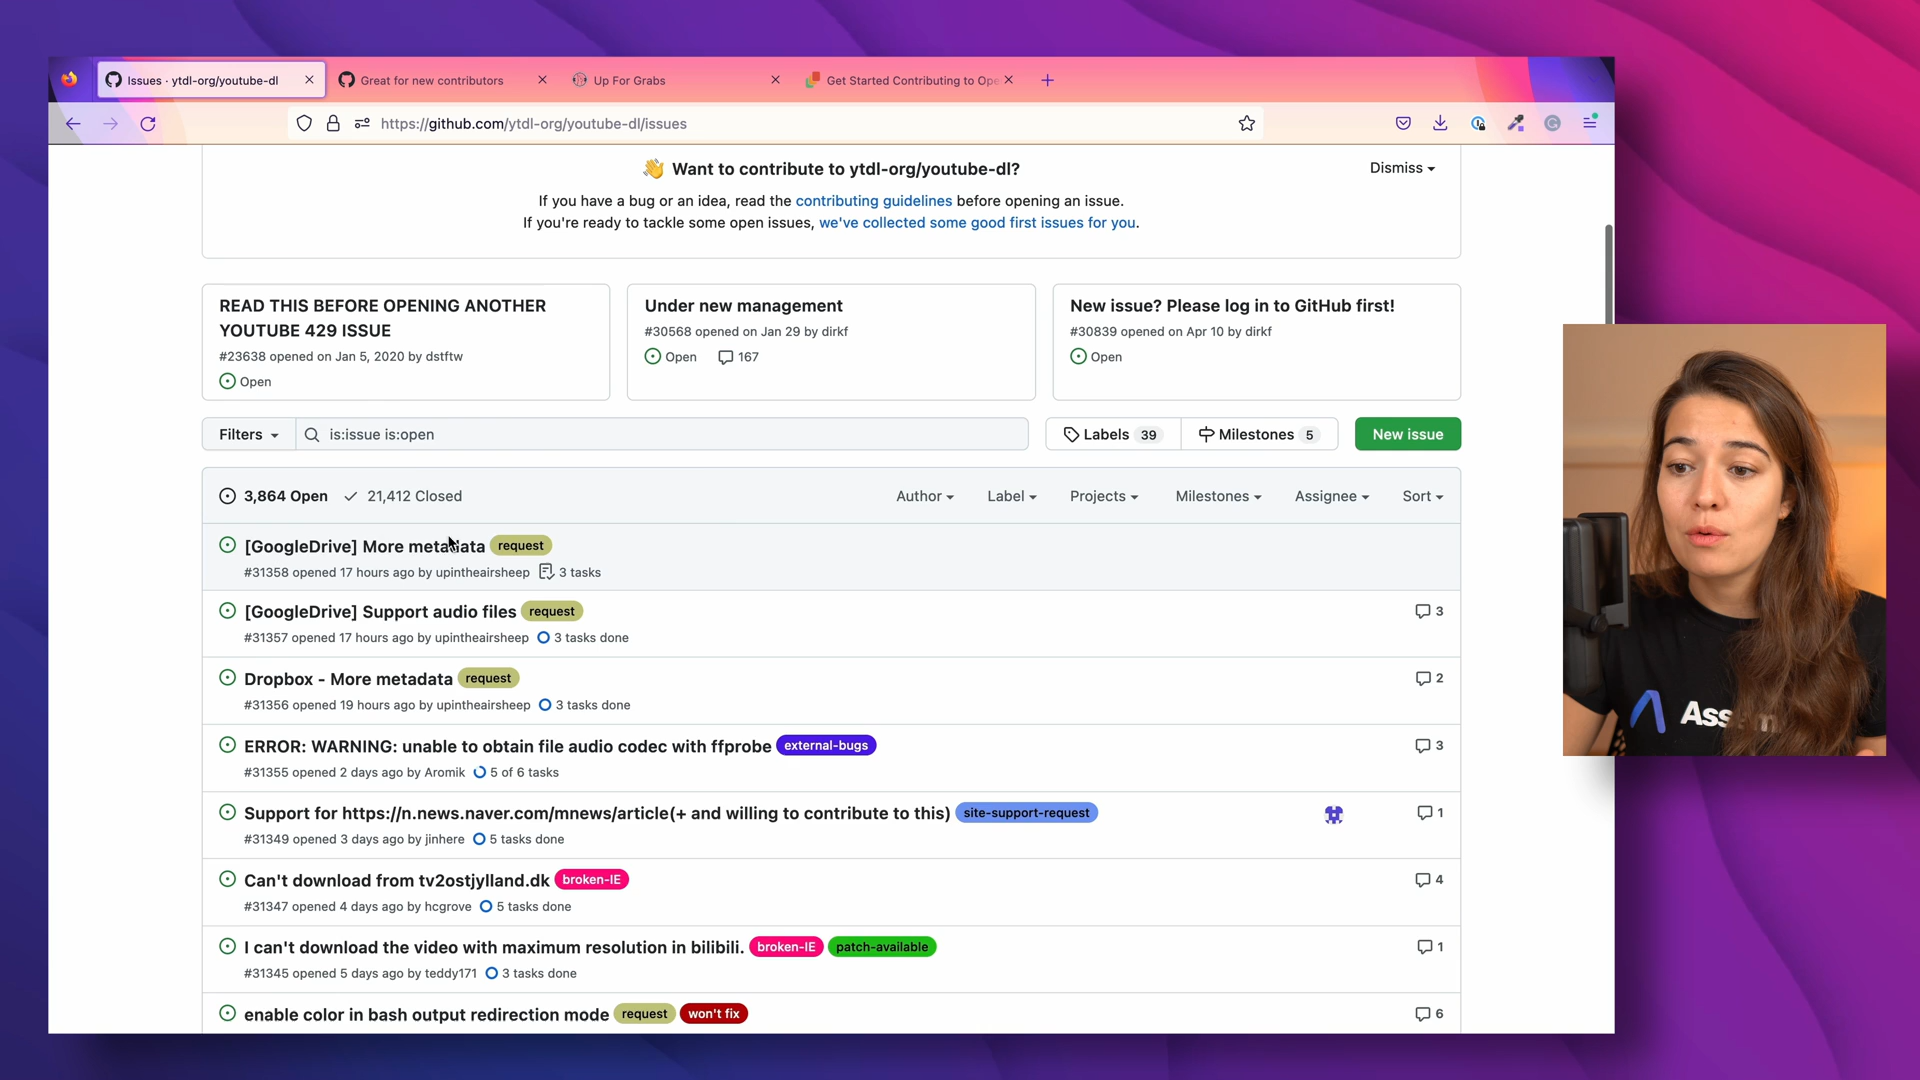 Issues · ytdl-org/youtube-dl
Great for new contributors
Up For Grabs
Get Started Contributing to Ope
https://github.com/ytdl-org/youtube-dl/issues
👋 Want to contribute to ytdl-org/youtube-dl?
Dismiss
If you have a bug or an idea, read the contributing guidelines before opening an issue.
If you're ready to tackle some open issues, we've collected some good first issues for you.
READ THIS BEFORE OPENING ANOTHER
YOUTUBE 429 ISSUE
#23638 opened on Jan 5, 2020 by dstftw
Open
Under new management
#30568 opened on Jan 29 by dirkf
Open 167
New issue? Please log in to GitHub first!
#30839 opened on Apr 10 by dirkf
Open
Filters is:issue is:open Labels 39 Milestones 5 New issue
3,864 Open 21,412 Closed Author Label Projects Milestones Assignee Sort
[GoogleDrive] More metadata request
#31358 opened 17 hours ago by upintheairsheep 3 tasks
[GoogleDrive] Support audio files request 3
#31357 opened 17 hours ago by upintheairsheep 3 tasks done
Dropbox - More metadata request 2
#31356 opened 19 hours ago by upintheairsheep 3 tasks done
ERROR: WARNING: unable to obtain file audio codec with ffprobe external-bugs 3
#31355 opened 2 days ago by Aromik 5 of 6 tasks
Support for https://n.news.naver.com/mnews/article(+ and willing to contribute to this) site-support-request 1
#31349 opened 3 days ago by jinhere 5 tasks done
Can't download from tv2ostjylland.dk broken-IE 4
#31347 opened 4 days ago by hcgrove 5 tasks done
I can't download the video with maximum resolution in bilibili. broken-IE patch-available 1
#31345 opened 5 days ago by teddy171 3 tasks done
enable color in bash output redirection mode request won't fix 6